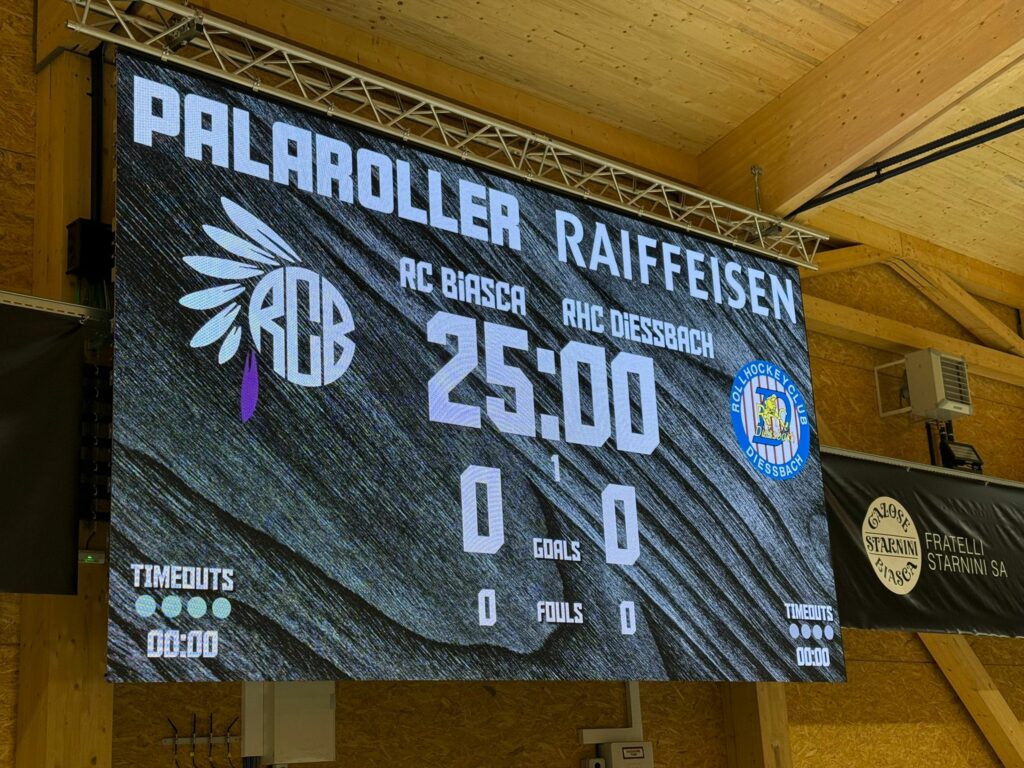 PALAROLLER RAIFFEISEN
RC BIASCA RHC DIESSBACH
RCB
25:00
ROLLHOCKEYCLUB
DIESSBACH
1
0 GOALS 0
0 FOULS 0
TIMEOUTS
00:00
TIMEOUTS
00:00
GAZOSE
STARNINI
BIASCA
FRATELLI
STARNINI SA